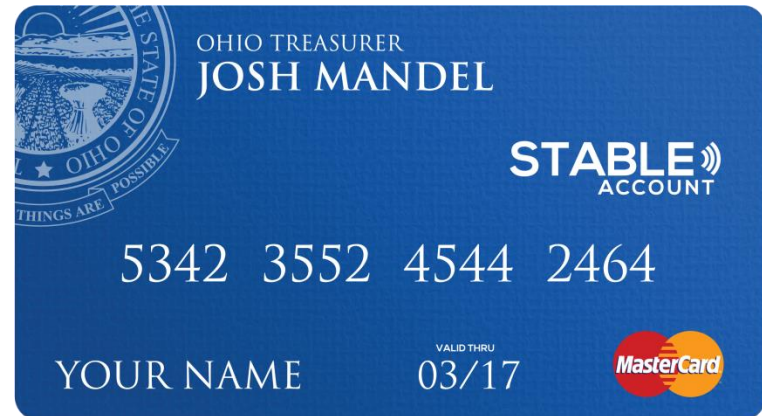 OHIO TREASURER
JOSH MANDEL
THE STATE OF OHIO
THINGS ARE POSSIBLE
STABLE
ACCOUNT
5342 3552 4544 2464
VALID THRU
YOUR NAME 03/17 MasterCard